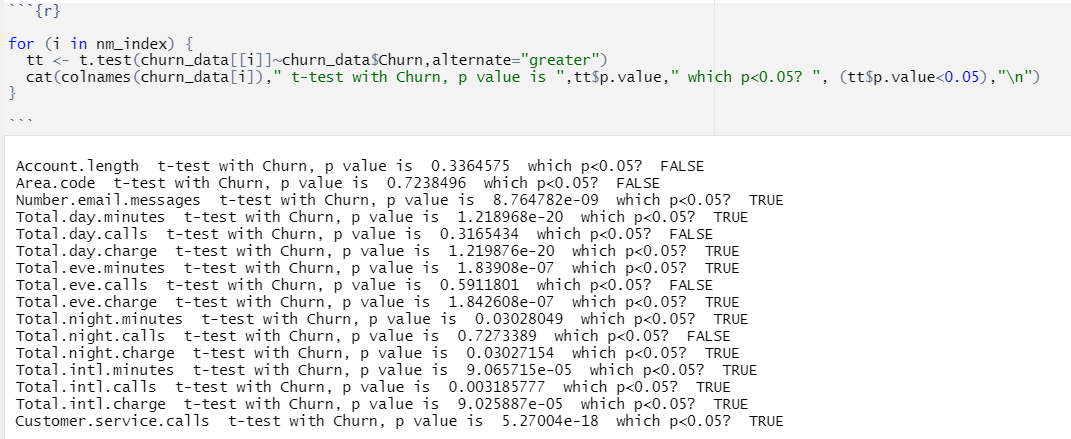 ```{r}
for (i in nm_index) {
  tt <- t.test(churn_data[[i]]~churn_data$Churn,alternate="greater")
  cat(colnames(churn_data[i])," t-test with Churn, p value is ",tt$p.value," which p<0.05? ", (tt$p.value<0.05),"\n")
}
```
Account.length  t-test with Churn, p value is  0.3364575  which p<0.05?  FALSE
Area.code  t-test with Churn, p value is  0.7238496  which p<0.05?  FALSE
Number.email.messages  t-test with Churn, p value is  8.764782e-09  which p<0.05?  TRUE
Total.day.minutes  t-test with Churn, p value is  1.218968e-20  which p<0.05?  TRUE
Total.day.calls  t-test with Churn, p value is  0.3165434  which p<0.05?  FALSE
Total.day.charge  t-test with Churn, p value is  1.219876e-20  which p<0.05?  TRUE
Total.eve.minutes  t-test with Churn, p value is  1.83908e-07  which p<0.05?  TRUE
Total.eve.calls  t-test with Churn, p value is  0.5911801  which p<0.05?  FALSE
Total.eve.charge  t-test with Churn, p value is  1.842608e-07  which p<0.05?  TRUE
Total.night.minutes  t-test with Churn, p value is  0.03028049  which p<0.05?  TRUE
Total.night.calls  t-test with Churn, p value is  0.7273389  which p<0.05?  FALSE
Total.night.charge  t-test with Churn, p value is  0.03027154  which p<0.05?  TRUE
Total.intl.minutes  t-test with Churn, p value is  9.065715e-05  which p<0.05?  TRUE
Total.intl.calls  t-test with Churn, p value is  0.003185777  which p<0.05?  TRUE
Total.intl.charge  t-test with Churn, p value is  9.025887e-05  which p<0.05?  TRUE
Customer.service.calls  t-test with Churn, p value is  5.27004e-18  which p<0.05?  TRUE